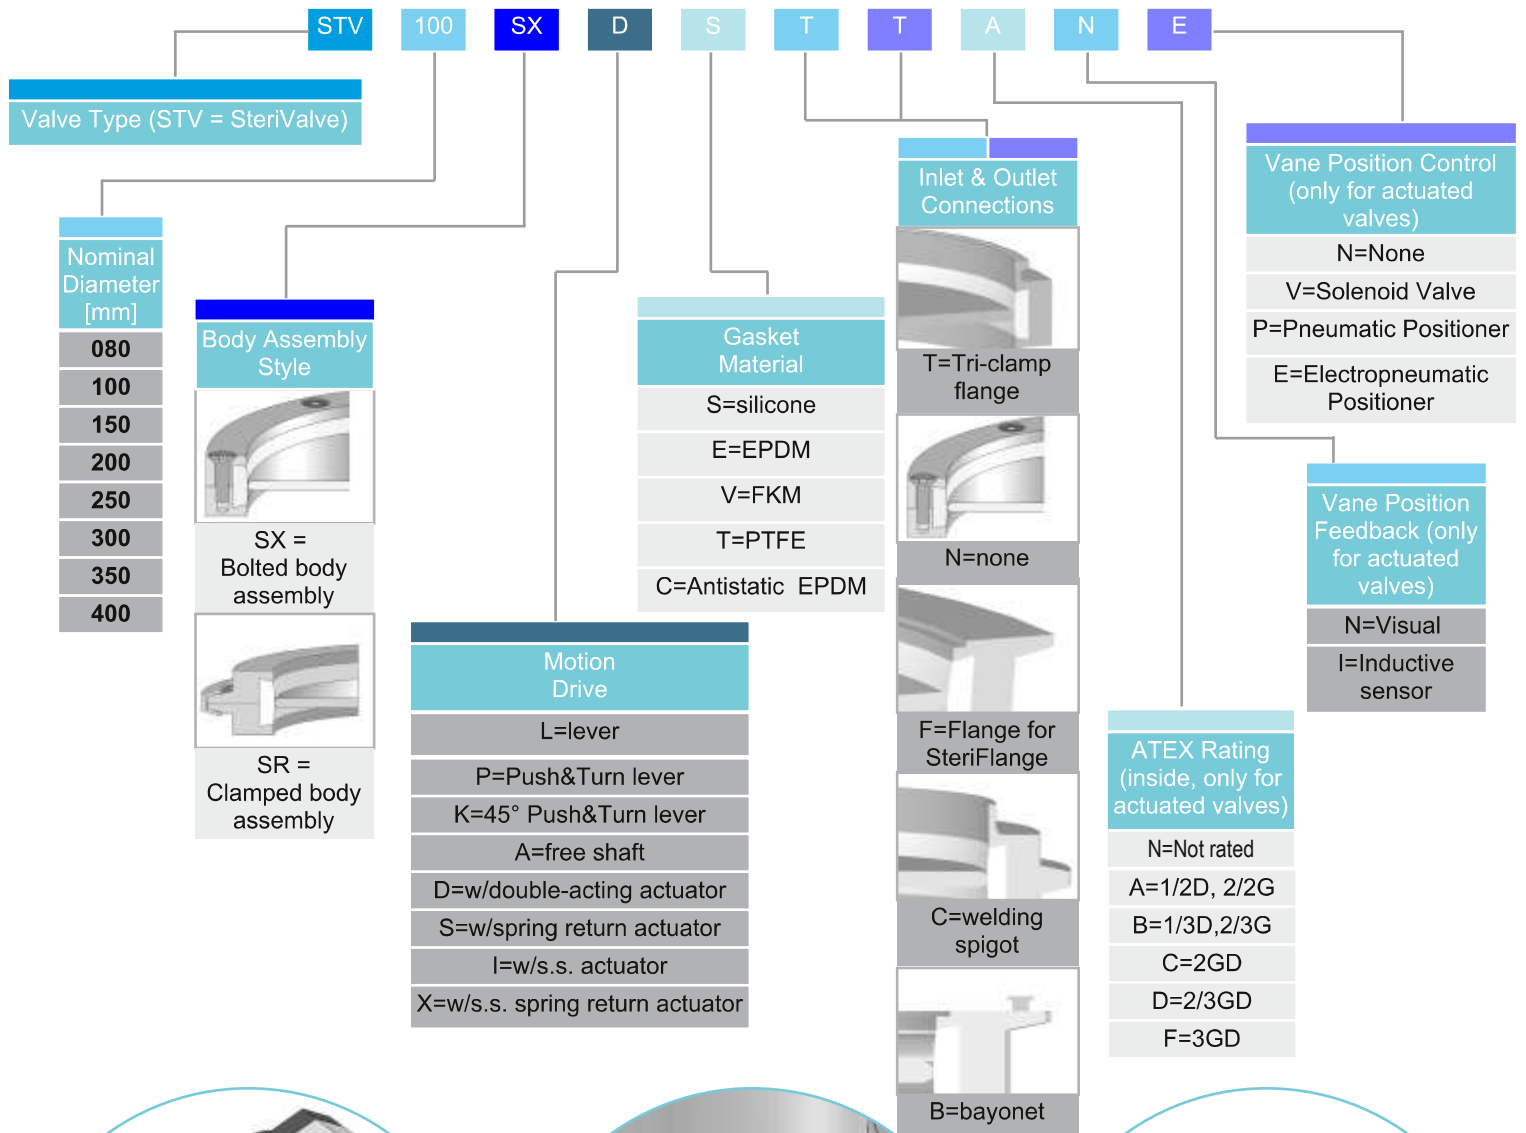 STV 100 SX D S T T A N E
Valve Type (STV = SteriValve)
Nominal
Diameter
[mm]
080
100
150
200
250
300
350
400
Body Assembly
Style
SX =
Bolted body
assembly
SR =
Clamped body
assembly
Motion
Drive
L=lever
P=Push&Turn lever
K=45° Push&Turn lever
A=free shaft
D=w/double-acting actuator
S=w/spring return actuator
I=w/s.s. actuator
X=w/s.s. spring return actuator
Gasket
Material
S=silicone
E=EPDM
V=FKM
T=PTFE
C=Antistatic EPDM
Inlet & Outlet
Connections
T=Tri-clamp
flange
N=none
F=Flange for
SteriFlange
C=welding
spigot
B=bayonet
ATEX Rating
(inside, only for
actuated valves)
N=Not rated
A=1/2D, 2/2G
B=1/3D,2/3G
C=2GD
D=2/3GD
F=3GD
Vane Position
Feedback (only
for actuated
valves)
N=Visual
I=Inductive
sensor
Vane Position Control
(only for actuated
valves)
N=None
V=Solenoid Valve
P=Pneumatic Positioner
E=Electropneumatic
Positioner